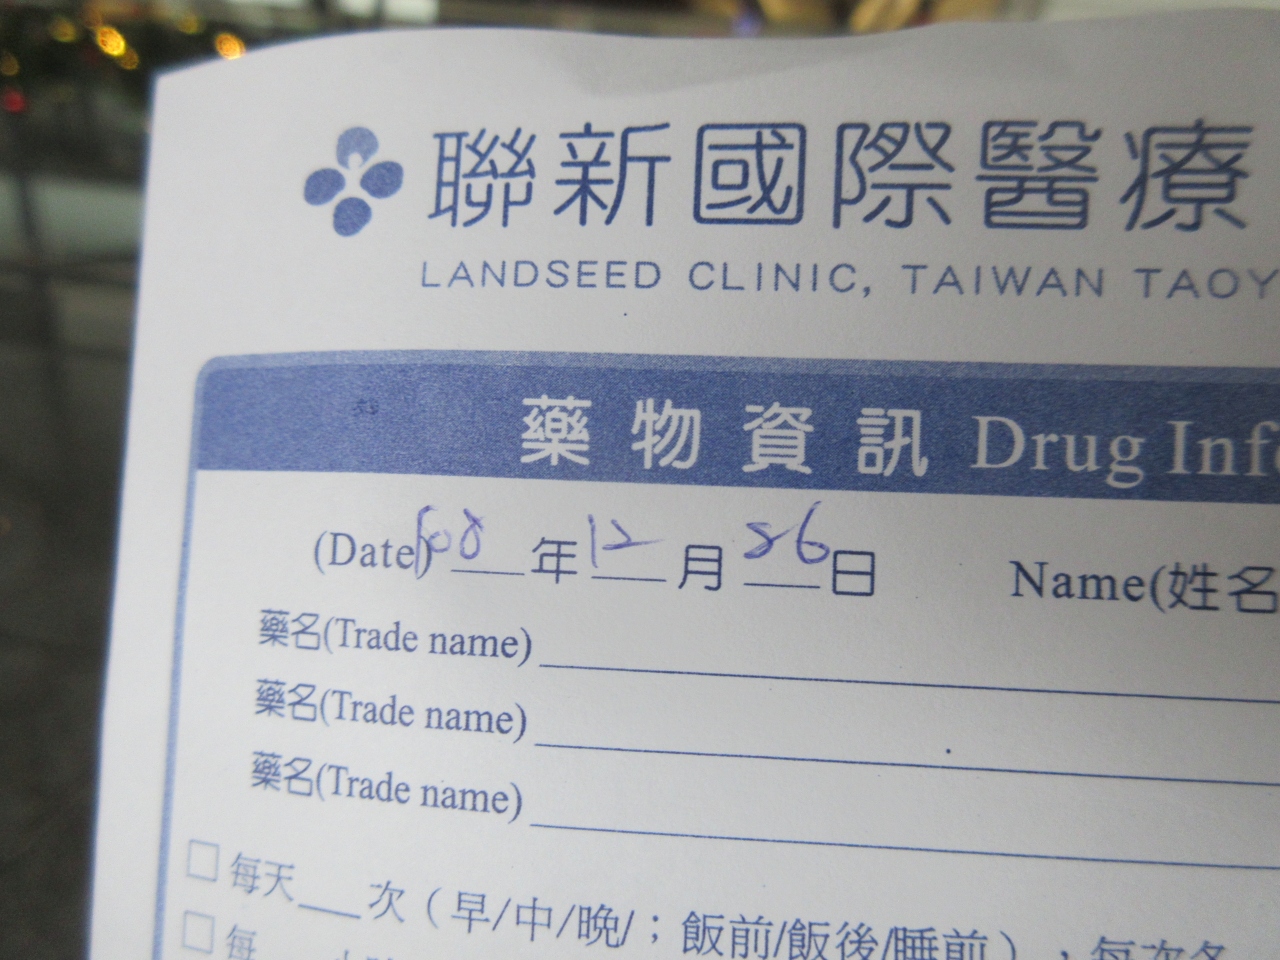 聯新國際醫療
LANDSEED CLINIC, TAIWAN TAOY
藥物資訊 Drug Inf
(Date) 108 年 12 月 26 日 Name(姓名
藥名(Trade name)
藥名(Trade name)
藥名(Trade name)
□ 每天___次（早/中/晚/；飯前/飯後/睡前），每次各
□ 每